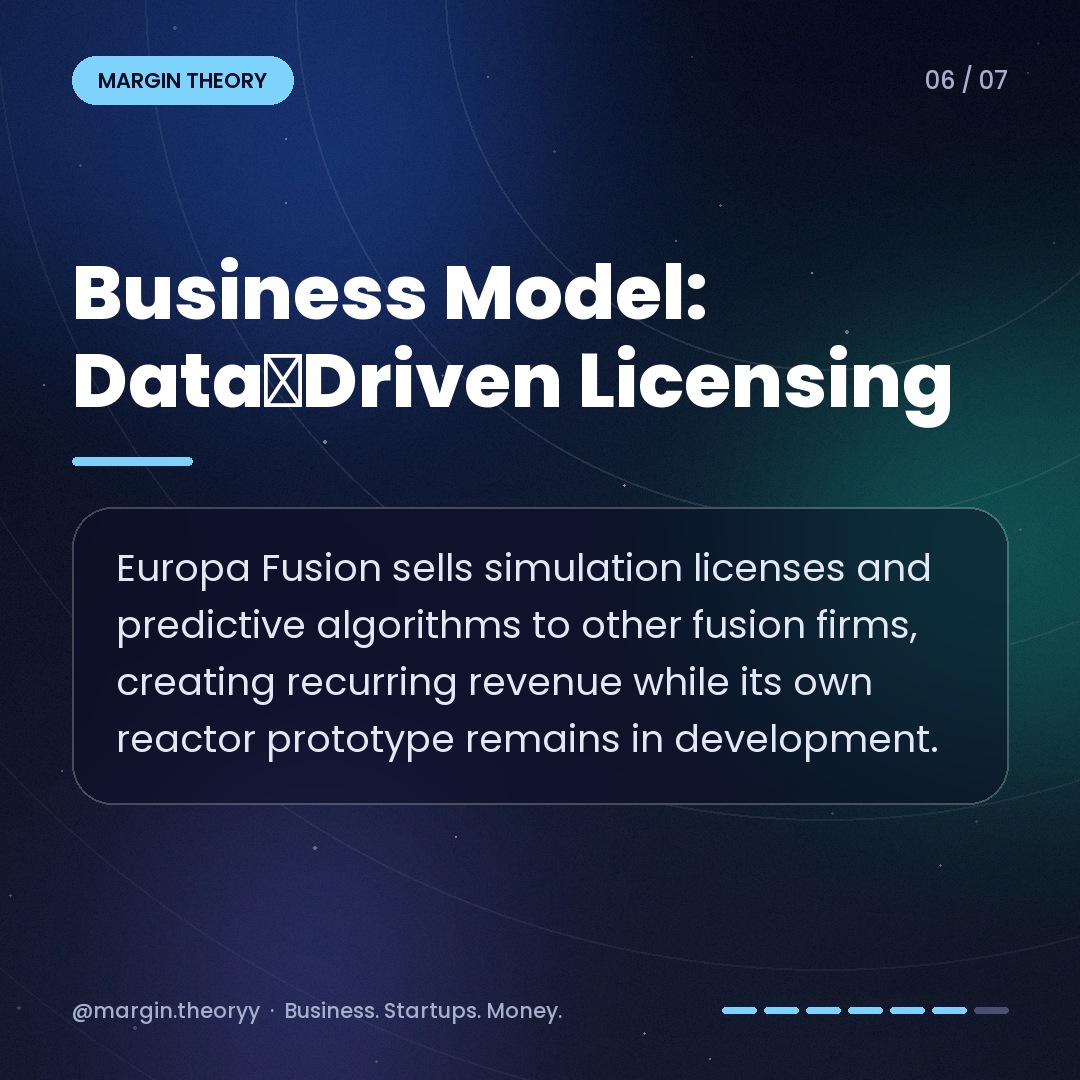 MARGIN THEORY
06 / 07
Business Model:
Data☒Driven Licensing
Europa Fusion sells simulation licenses and
predictive algorithms to other fusion firms,
creating recurring revenue while its own
reactor prototype remains in development.
@margin.theoryy · Business. Startups. Money.